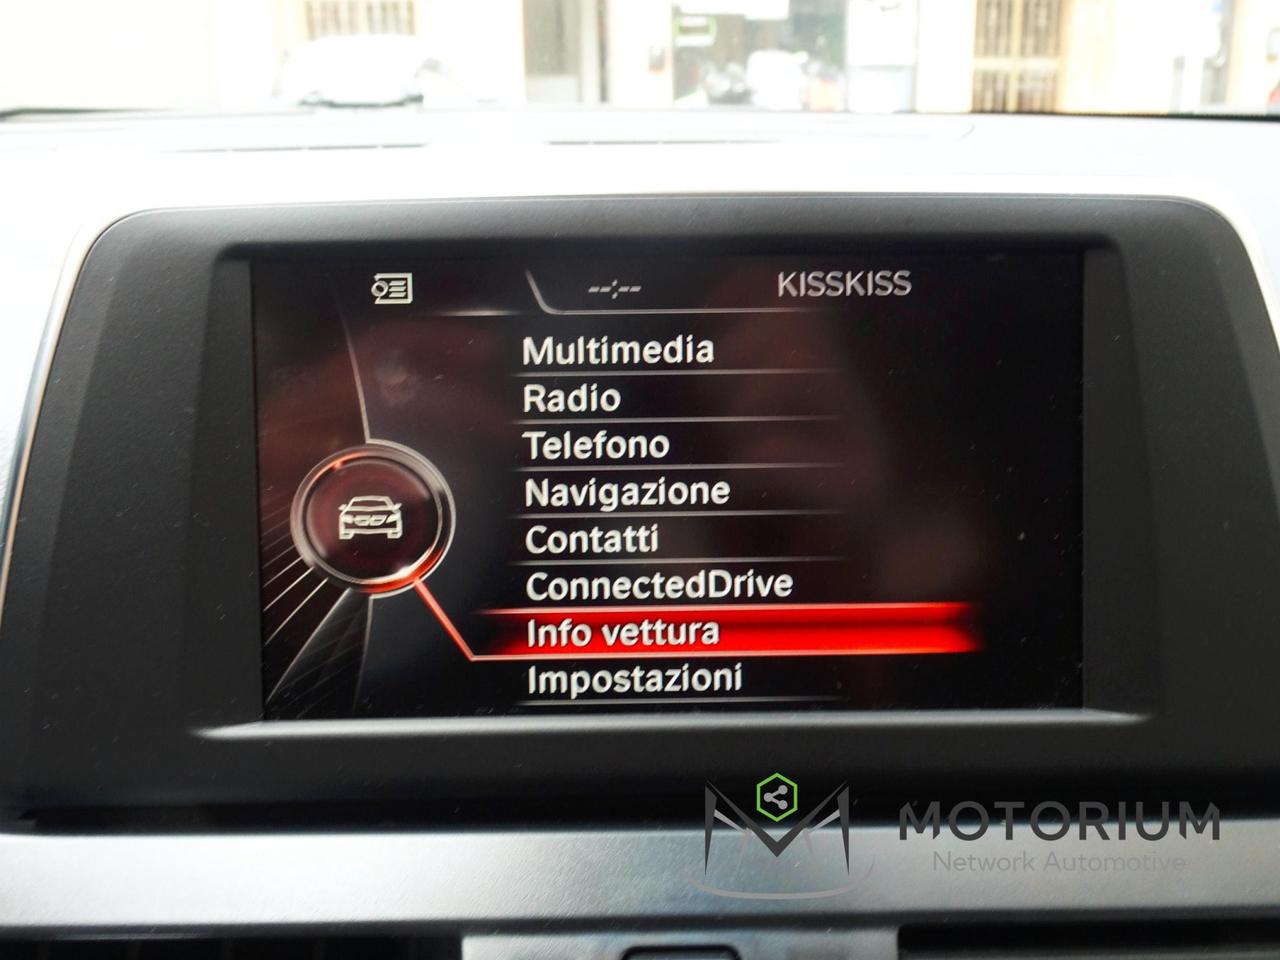 --:--
KISSKISS
Multimedia
Radio
Telefono
Navigazione
Contatti
ConnectedDrive
Info vettura
Impostazioni
MOTORIUM
Network Automotive